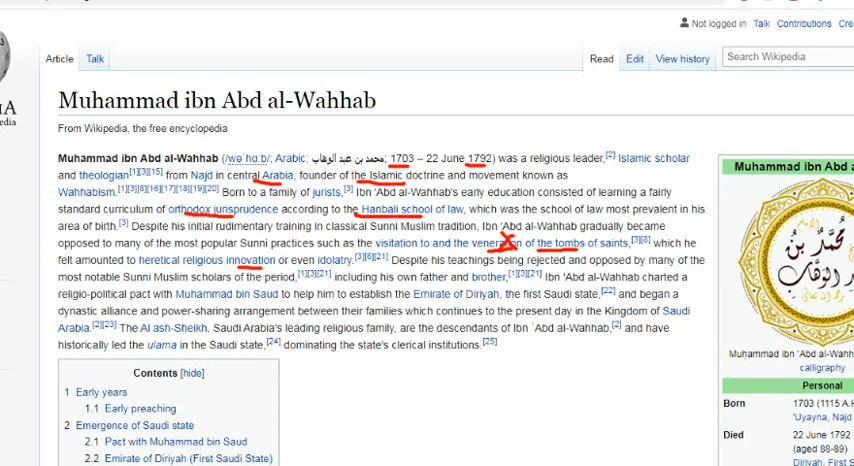 Not logged in Talk Contributions Cre
Article Talk Read Edit View history Search Wikipedia
Muhammad ibn Abd al-Wahhab
From Wikipedia, the free encyclopedia
Muhammad ibn Abd al-Wahhab (/wəˈhɑːb/; Arabic: محمد بن عبد الوهاب; 1703 – 22 June 1792) was a religious leader,[2] Islamic scholar
and theologian[1][3][15] from Najd in central Arabia, founder of the Islamic doctrine and movement known as
Wahhabism.[1][3][8][16][17][18][19][20] Born to a family of jurists,[3] Ibn 'Abd al-Wahhab's early education consisted of learning a fairly
standard curriculum of orthodox jurisprudence according to the Hanbali school of law, which was the school of law most prevalent in his
area of birth.[3] Despite his initial rudimentary training in classical Sunni Muslim tradition, Ibn 'Abd al-Wahhab gradually became
opposed to many of the most popular Sunni practices such as the visitation to and the veneration of the tombs of saints,[3][8] which he
felt amounted to heretical religious innovation or even idolatry.[3][8][21] Despite his teachings being rejected and opposed by many of the
most notable Sunni Muslim scholars of the period,[1][3][21] including his own father and brother,[1][3][21] Ibn 'Abd al-Wahhab charted a
religio-political pact with Muhammad bin Saud to help him to establish the Emirate of Diriyah, the first Saudi state,[22] and began a
dynastic alliance and power-sharing arrangement between their families which continues to the present day in the Kingdom of Saudi
Arabia.[2][23] The Al ash-Sheikh, Saudi Arabia's leading religious family, are the descendants of Ibn ʿAbd al-Wahhab,[2] and have
historically led the ulama in the Saudi state,[24] dominating the state's clerical institutions.[25]
Contents [hide]
1 Early years
1.1 Early preaching
2 Emergence of Saudi state
2.1 Pact with Muhammad bin Saud
2.2 Emirate of Diriyah (First Saudi State)
Muhammad ibn Abd al-
محمد بن
عبد الوهاب
Muhammad ibn ʿAbd al-Wahh
calligraphy
Personal
Born 1703 (1115 A.H
'Uyayna, Najd
Died 22 June 1792
(aged 88-89)
Diriyah, First S